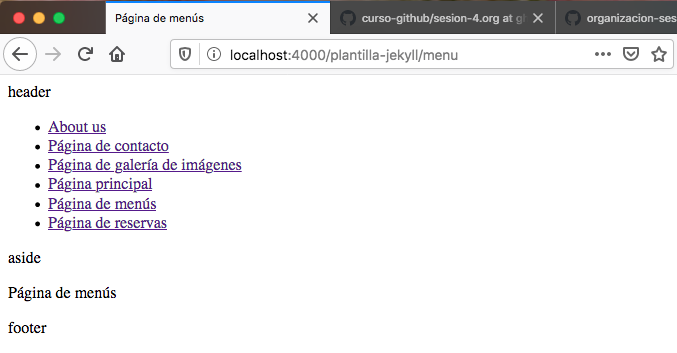 Página de menús
curso-github/sesion-4.org at g
organizacion-ses
localhost:4000/plantilla-jekyll/menu
header
About us
Página de contacto
Página de galería de imágenes
Página principal
Página de menús
Página de reservas
aside
Página de menús
footer